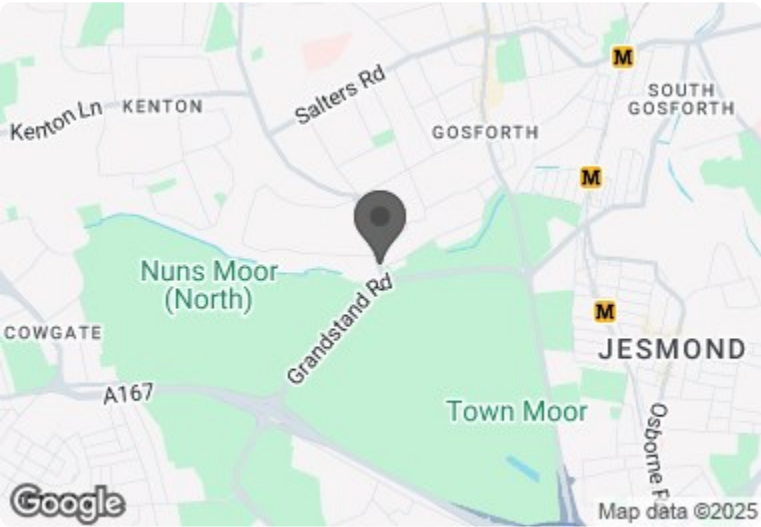 M
SOUTH
GOSFORTH
Salters Rd
Kenton Ln
KENTON
GOSFORTH
M
Nuns Moor
(North)
Grandstand Rd
M
COWGATE
JESMOND
A167
Town Moor
Osborne R
Google
Map data ©2025